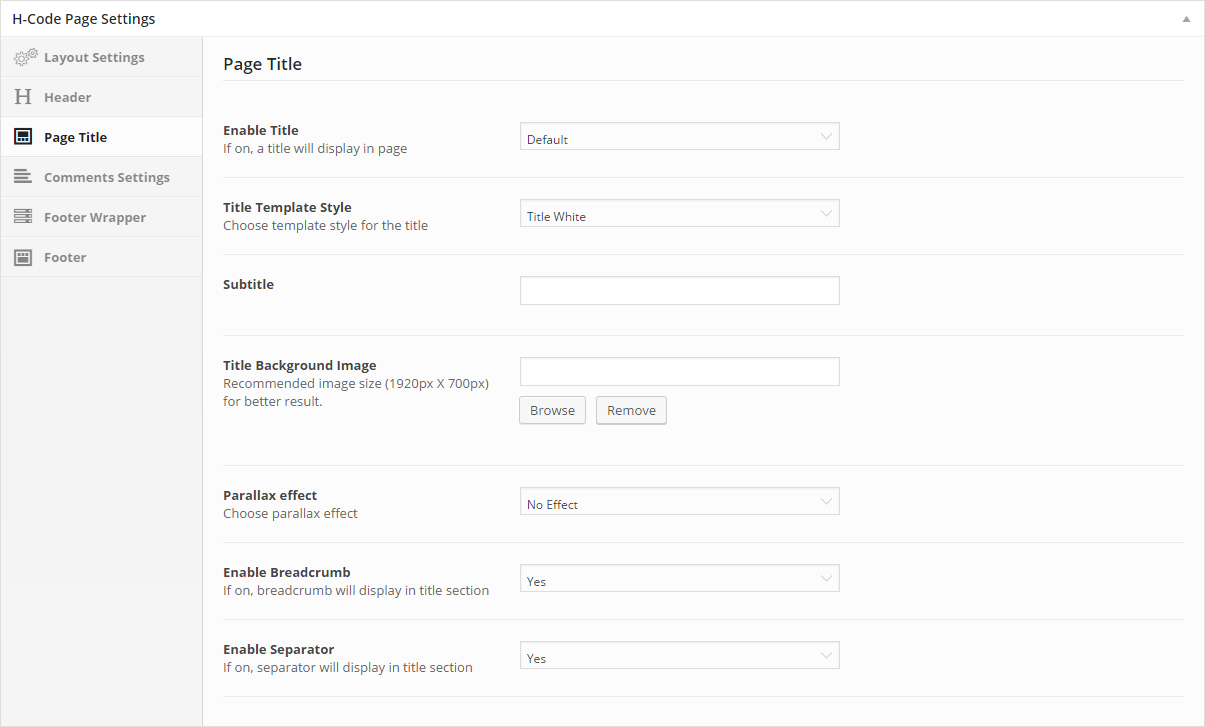 H-Code Page Settings
Layout Settings
Header
Page Title
Comments Settings
Footer Wrapper
Footer
Page Title
Enable Title
If on, a title will display in page
Default
Title Template Style
Choose template style for the title
Title White
Subtitle
Title Background Image
Recommended image size (1920px X 700px)
for better result.
Browse
Remove
Parallax effect
Choose parallax effect
No Effect
Enable Breadcrumb
If on, breadcrumb will display in title section
Yes
Enable Separator
If on, separator will display in title section
Yes